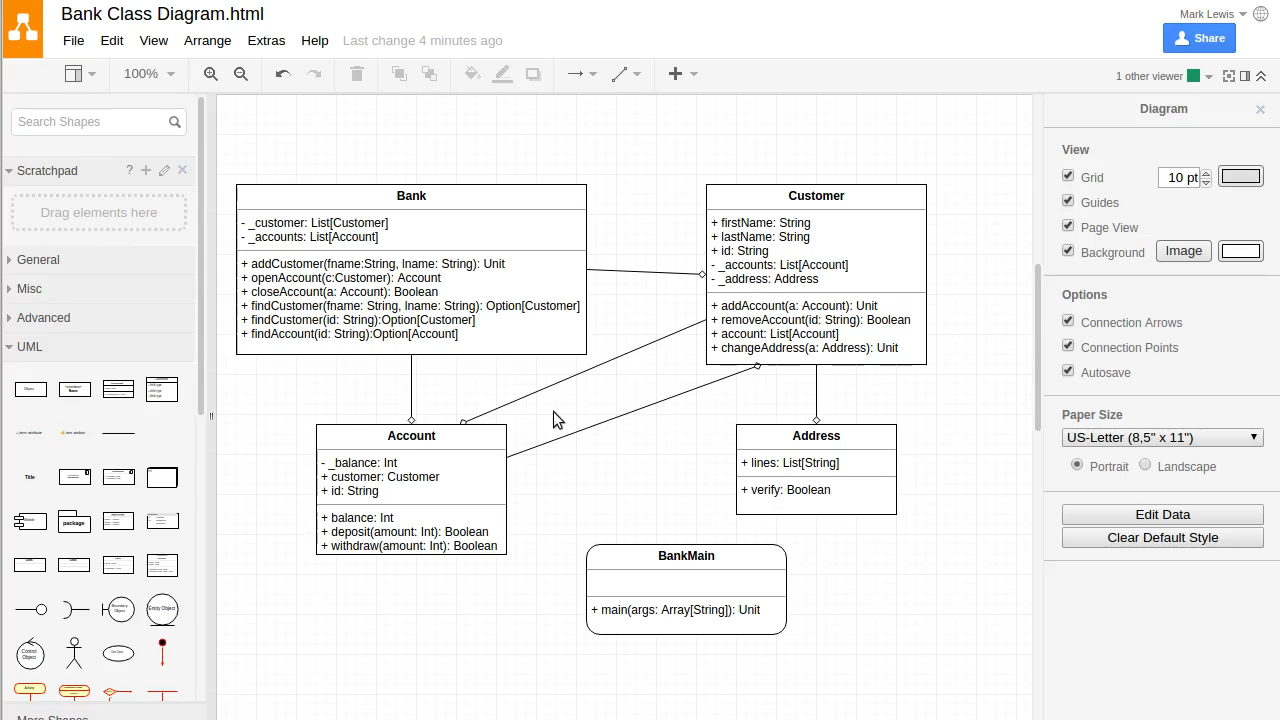 Bank Class Diagram.html
Mark Lewis
File Edit View Arrange Extras Help Last change 4 minutes ago
Share
100%
1 other viewer
Search Shapes
Scratchpad
?
Drag elements here
General
Misc
Advanced
UML
Title
package
More Shapes
Bank
- _customer: List[Customer]
- _accounts: List[Account]
+ addCustomer(fname:String, lname: String): Unit
+ openAccount(c:Customer): Account
+ closeAccount(a: Account): Boolean
+ findCustomer(fname: String, lname: String): Option[Customer]
+ findCustomer(id: String):Option[Customer]
+ findAccount(id: String):Option[Account]
Customer
+ firstName: String
+ lastName: String
+ id: String
- _accounts: List[Account]
- _address: Address
+ addAccount(a: Account): Unit
+ removeAccount(id: String): Boolean
+ account: List[Account]
+ changeAddress(a: Address): Unit
Account
- _balance: Int
+ customer: Customer
+ id: String
+ balance: Int
+ deposit(amount: Int): Boolean
+ withdraw(amount: Int): Boolean
Address
+ lines: List[String]
+ verify: Boolean
BankMain
+ main(args: Array[String]): Unit
Diagram
View
Grid
10 pt
Guides
Page View
Background
Image
Options
Connection Arrows
Connection Points
Autosave
Paper Size
US-Letter (8,5" x 11")
Portrait Landscape
Edit Data
Clear Default Style